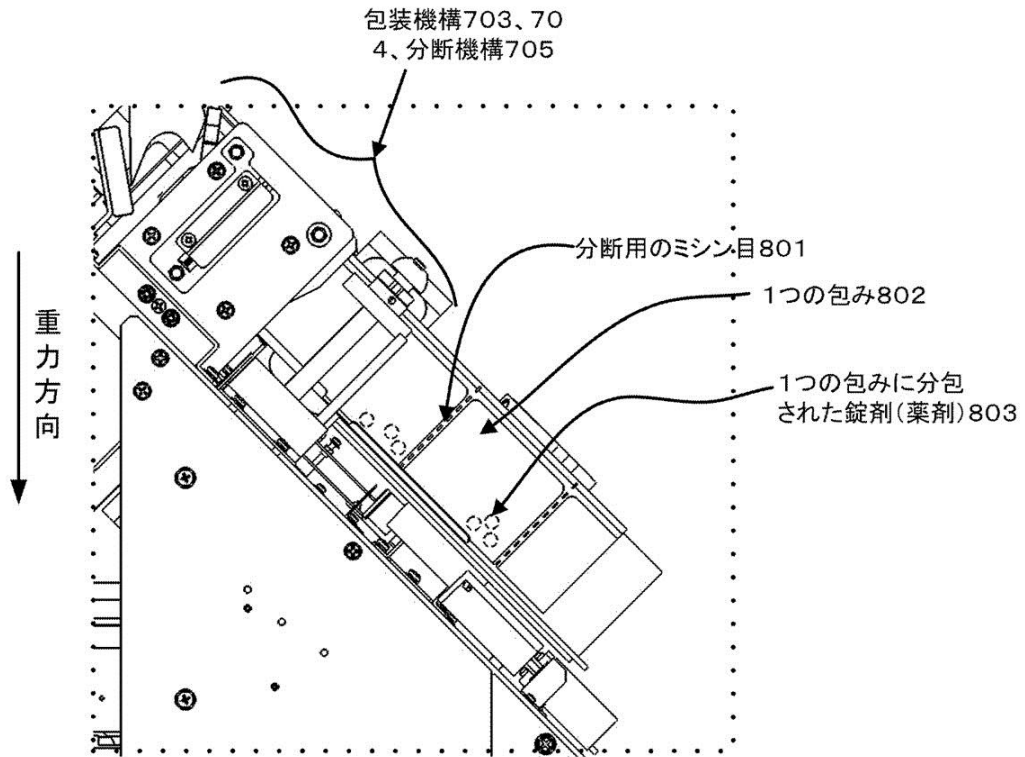 包装機構703、70
4、分断機構705
分断用のミシン目801
1つの包み802
1つの包みに分包
された錠剤(薬剤)803
重力方向